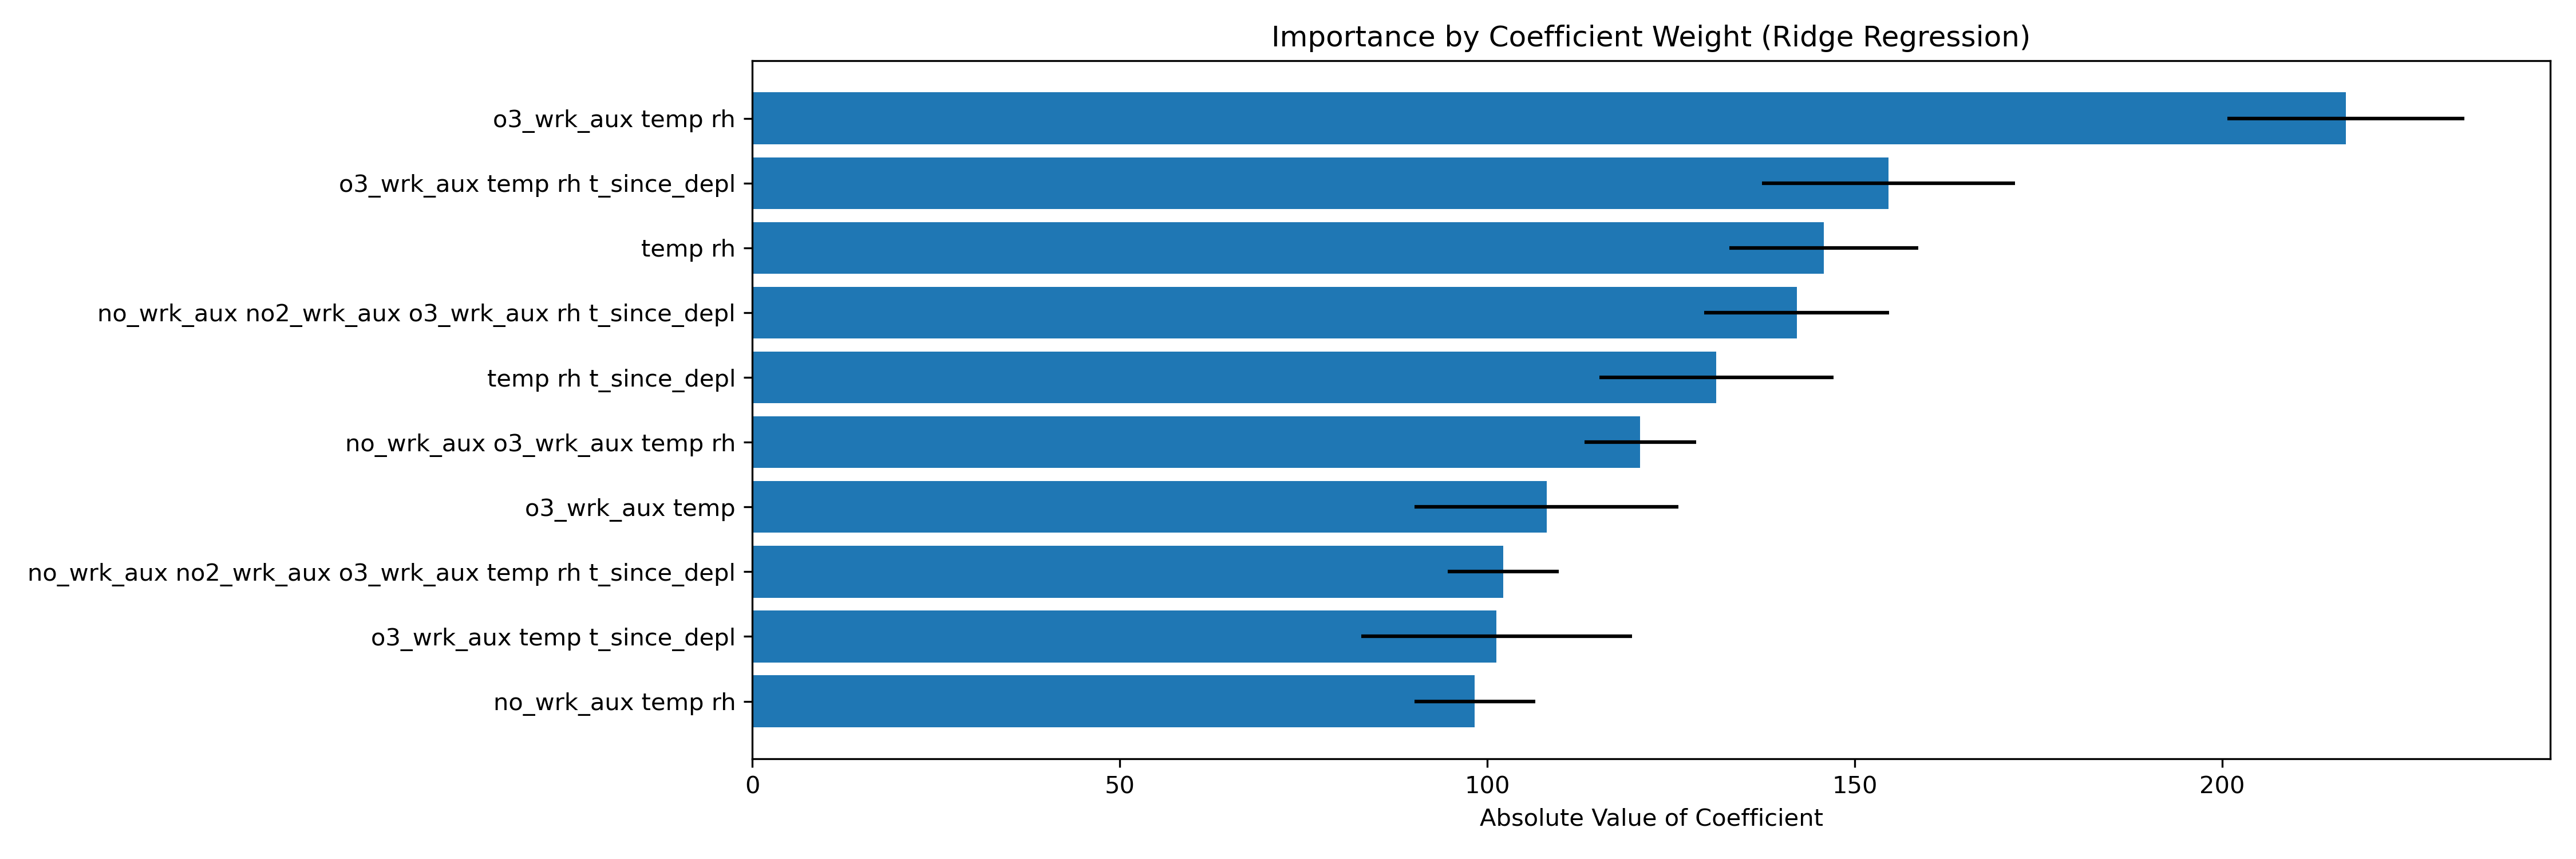 Importance by Coefficient Weight (Ridge Regression)
o3_wrk_aux temp rh
o3_wrk_aux temp rh t_since_depl
temp rh
no_wrk_aux no2_wrk_aux o3_wrk_aux rh t_since_depl
temp rh t_since_depl
no_wrk_aux o3_wrk_aux temp rh
o3_wrk_aux temp
no_wrk_aux no2_wrk_aux o3_wrk_aux temp rh t_since_depl
o3_wrk_aux temp t_since_depl
no_wrk_aux temp rh
0 50 100 150 200
Absolute Value of Coefficient